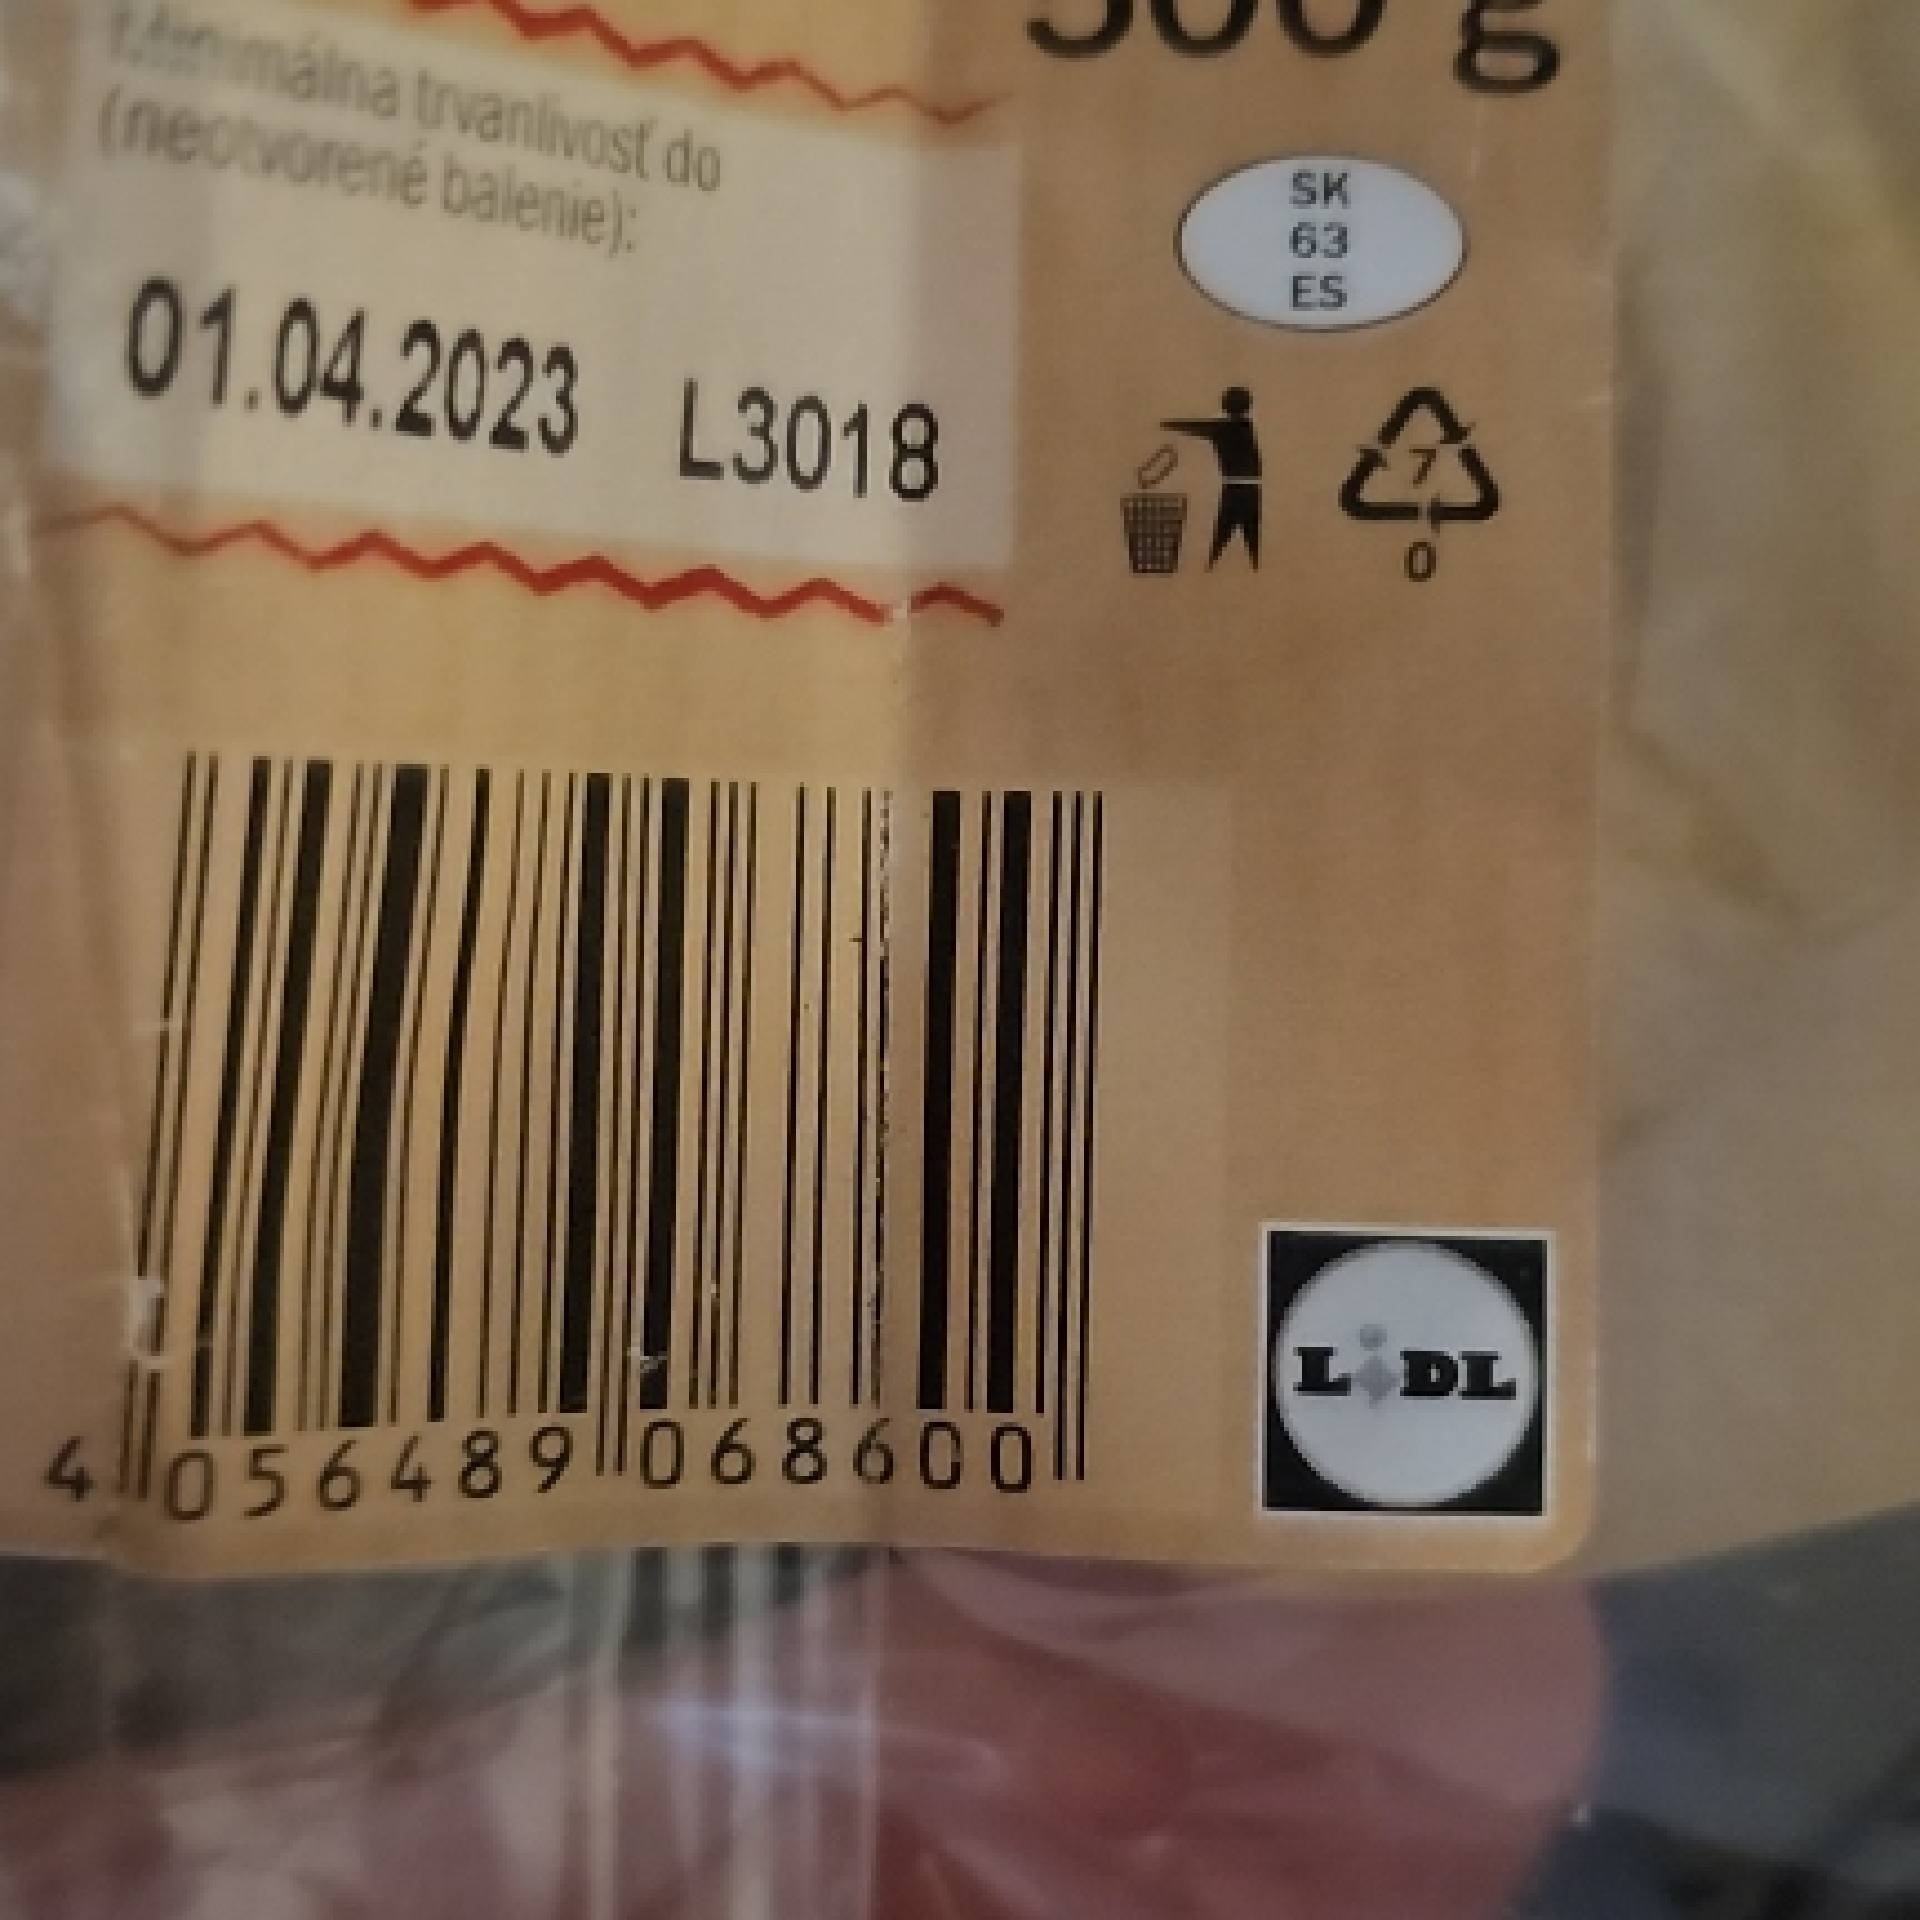 500 g
Minimálna trvanlivosť do
(neotvorené balenie):
01.04.2023 L3018
SK
63
ES
7
0
4 056489 068600
LIDL